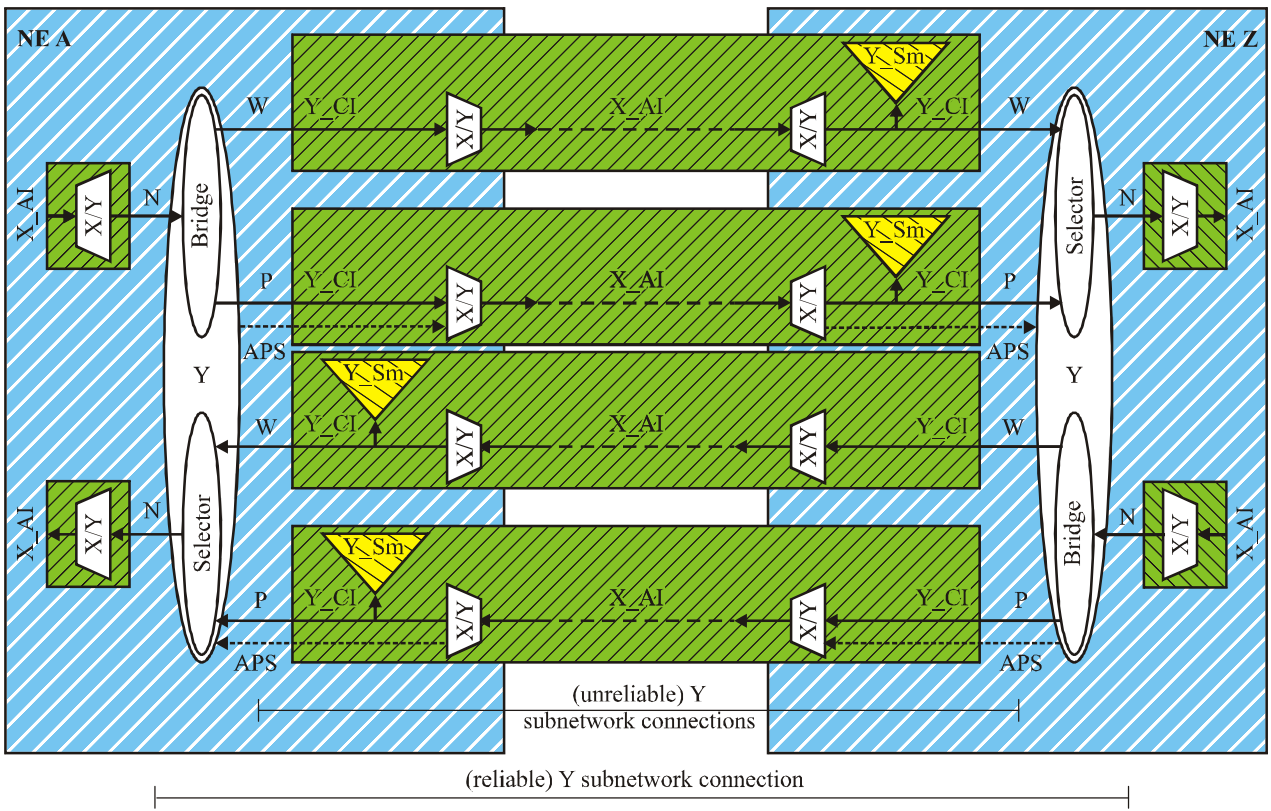 NE A
NE Z
Y_Sm
W
Y_CI
X_AI
Y_CI
W
X/Y
X/Y
X_AI
X/Y
N
Bridge
Selector
N
X/Y
X_AI
Y_Sm
P
Y_CI
X_AI
Y_CI
P
X/Y
X/Y
APS
APS
Y
Y
Y_Sm
W
Y_CI
X_AI
Y_CI
W
X/Y
X/Y
X_AI
X/Y
N
Selector
Bridge
N
X/Y
X_AI
Y_Sm
P
Y_CI
X_AI
Y_CI
P
X/Y
X/Y
APS
APS
(unreliable) Y
subnetwork connections
(reliable) Y subnetwork connection